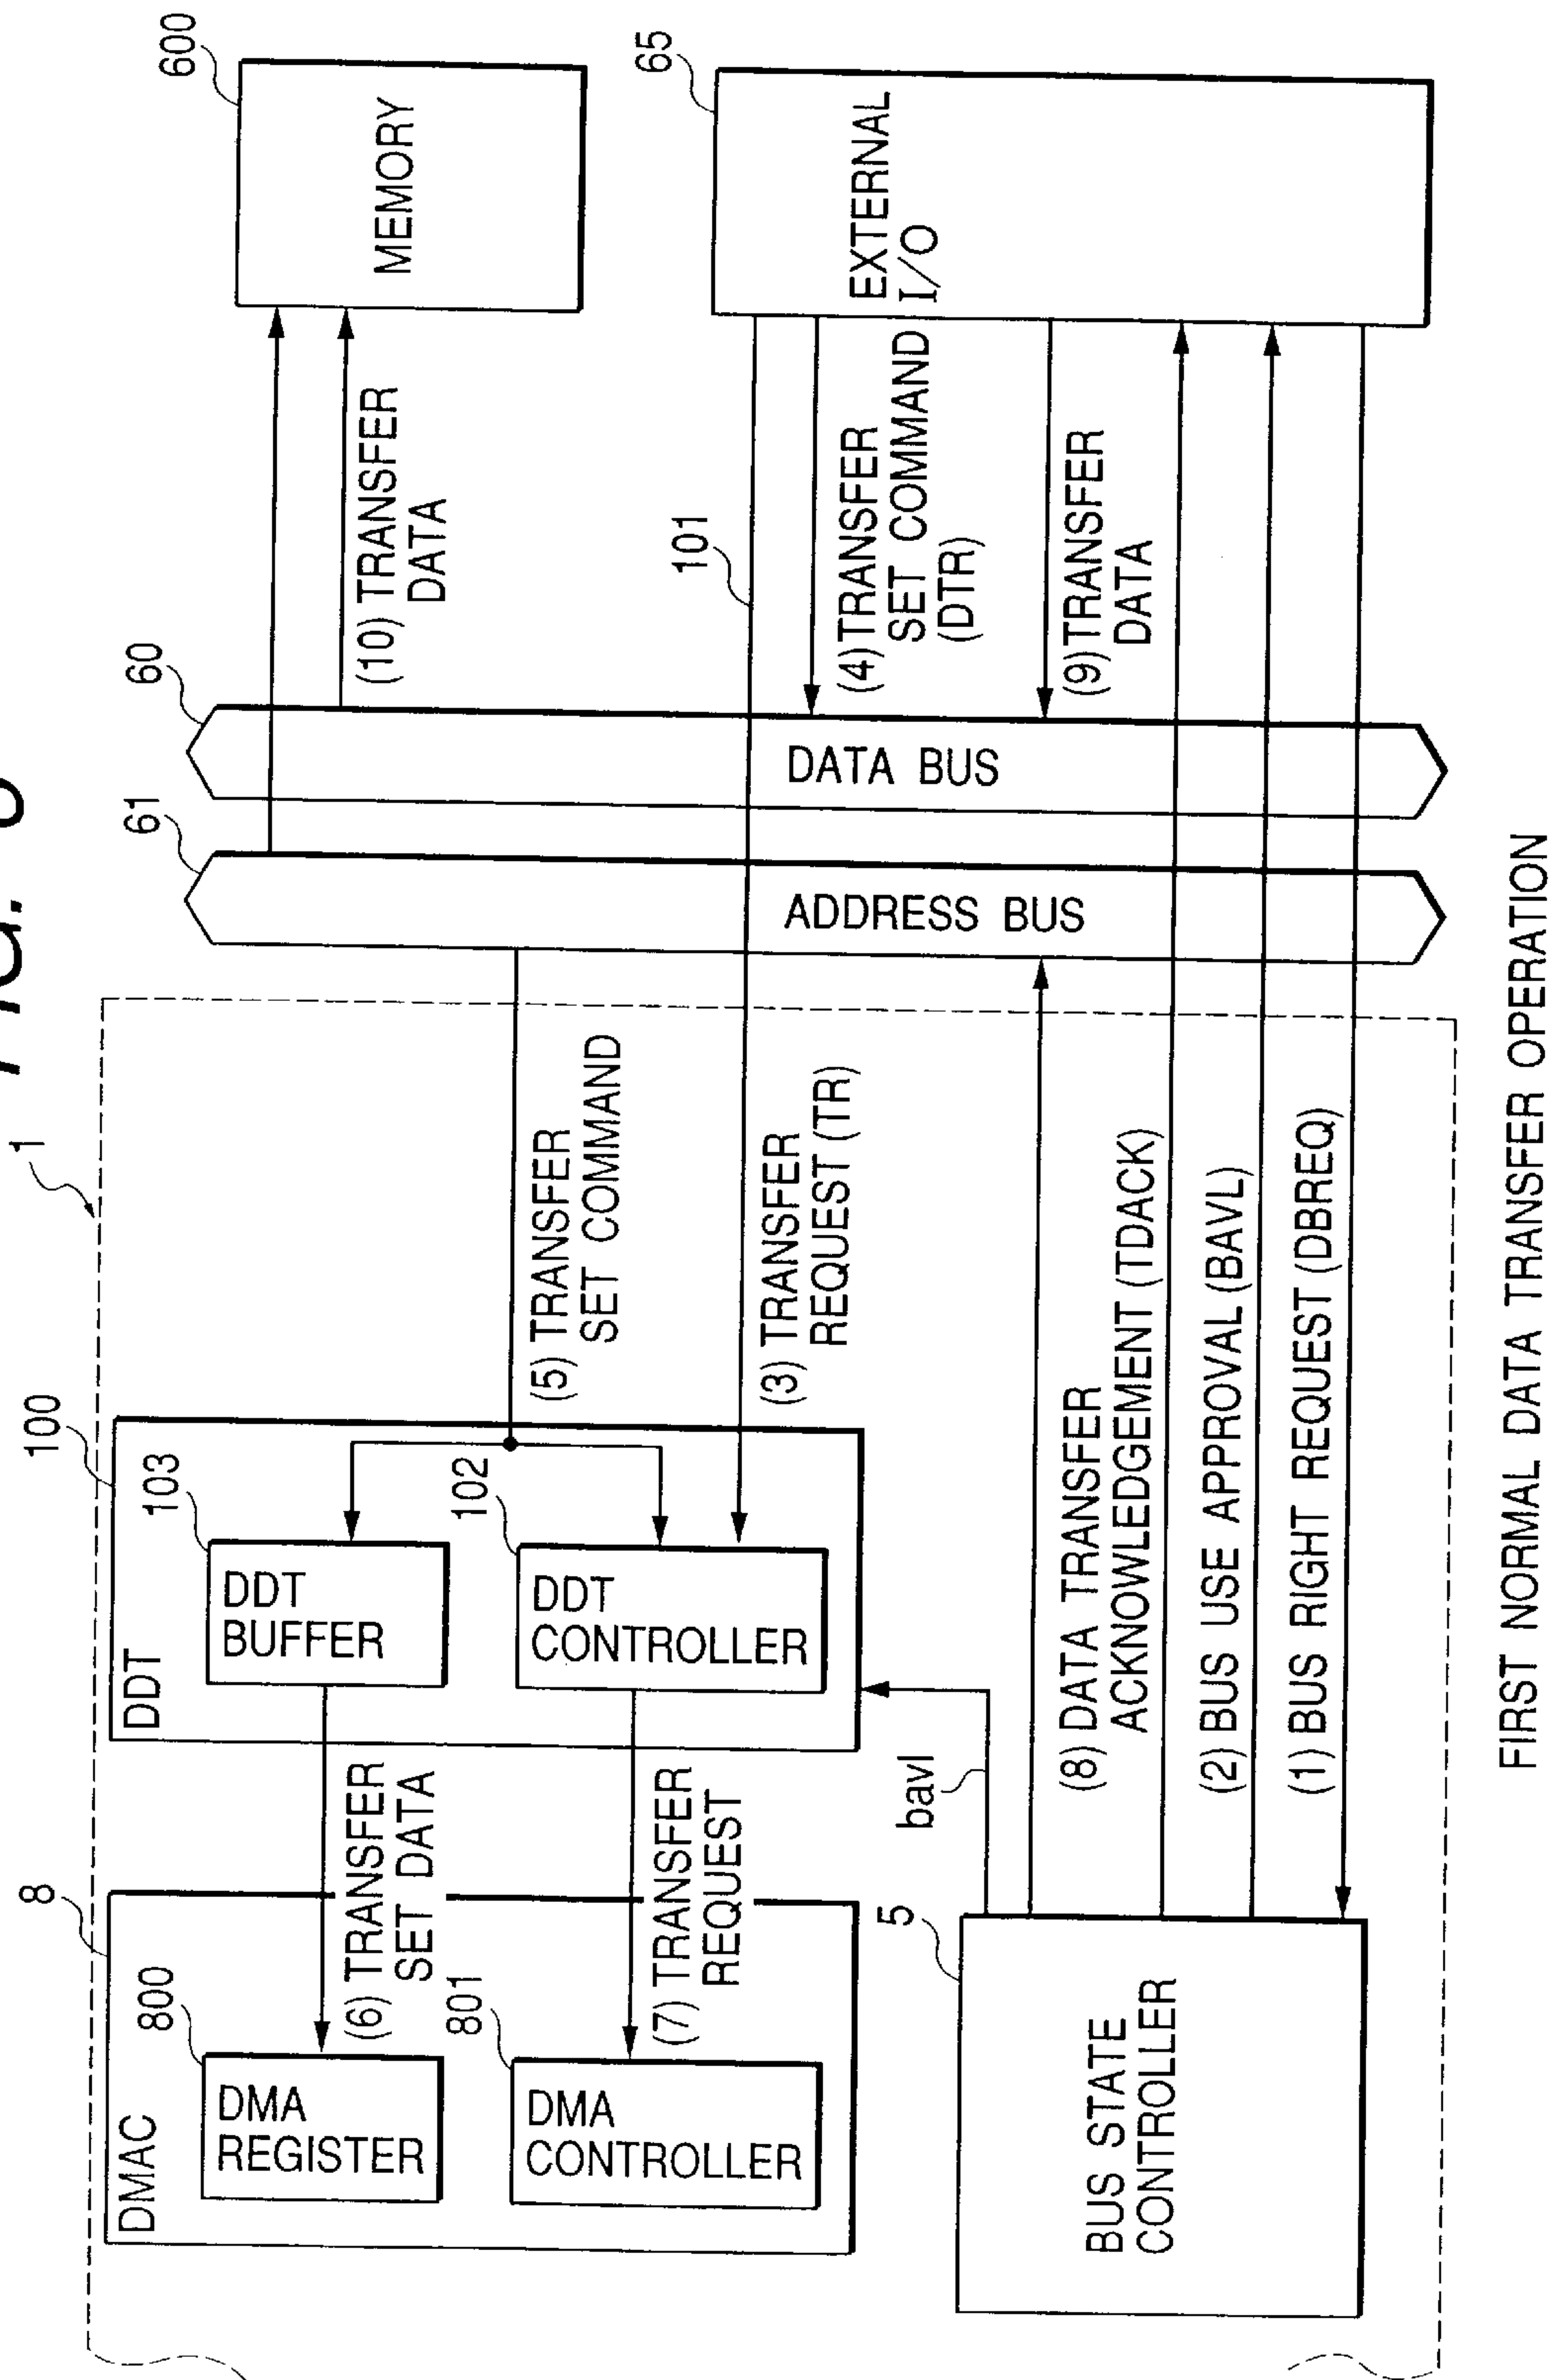 1
8
DMAC
800
DMA
REGISTER
801
DMA
CONTROLLER
(6) TRANSFER
SET DATA
(7) TRANSFER
REQUEST
100
DDT
103
DDT
BUFFER
102
DDT
CONTROLLER
(5) TRANSFER
SET COMMAND
(3) TRANSFER
REQUEST (TR)
5
BUS STATE
CONTROLLER
bavl
(8) DATA TRANSFER
ACKNOWLEDGEMENT (TDACK)
(2) BUS USE APPROVAL (BAVL)
(1) BUS RIGHT REQUEST (DBREQ)
61
ADDRESS BUS
60
DATA BUS
(10) TRANSFER
DATA
101
(4) TRANSFER
SET COMMAND
(DTR)
(9) TRANSFER
DATA
600
MEMORY
65
EXTERNAL
I/O
FIRST NORMAL DATA TRANSFER OPERATION